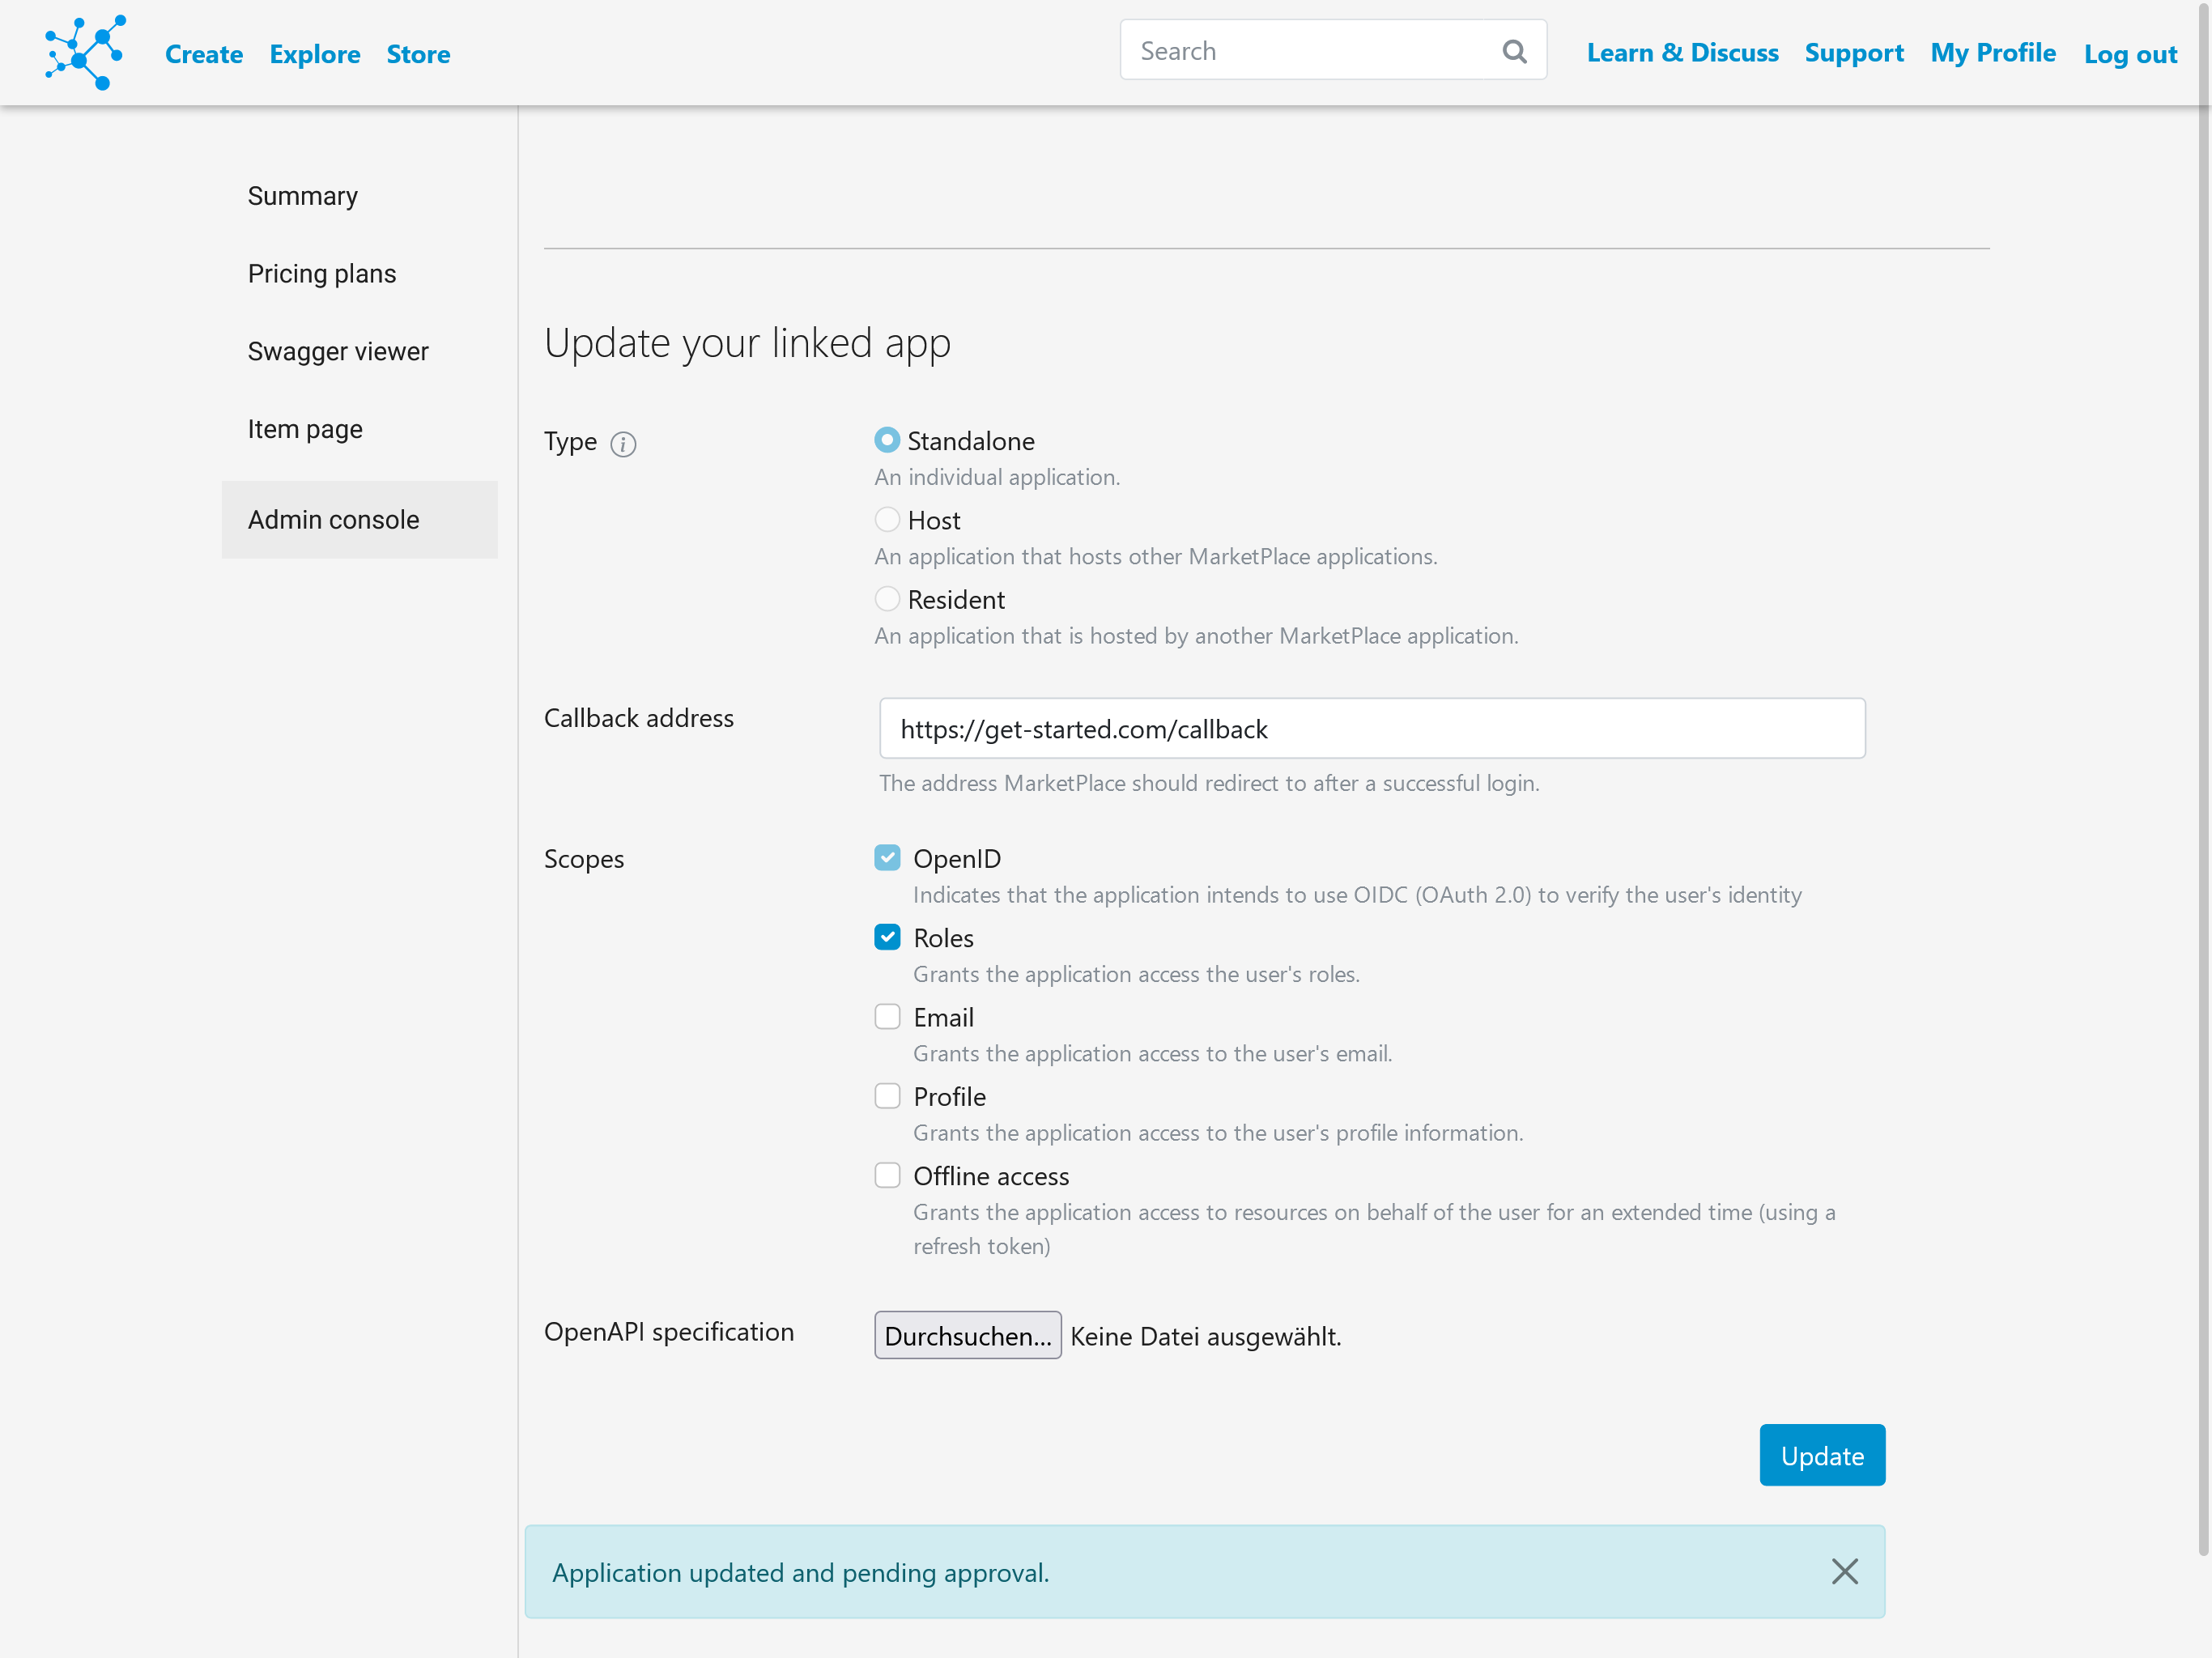 Create Explore Store
Search
Learn & Discuss Support My Profile Log out
Summary
Pricing plans
Swagger viewer
Item page
Admin console
Update your linked app
Type
Standalone
An individual application.
Host
An application that hosts other MarketPlace applications.
Resident
An application that is hosted by another MarketPlace application.
Callback address
https://get-started.com/callback
The address MarketPlace should redirect to after a successful login.
Scopes
OpenID
Indicates that the application intends to use OIDC (OAuth 2.0) to verify the user's identity
Roles
Grants the application access the user's roles.
Email
Grants the application access to the user's email.
Profile
Grants the application access to the user's profile information.
Offline access
Grants the application access to resources on behalf of the user for an extended time (using a
refresh token)
OpenAPI specification
Durchsuchen... Keine Datei ausgewählt.
Update
Application updated and pending approval.